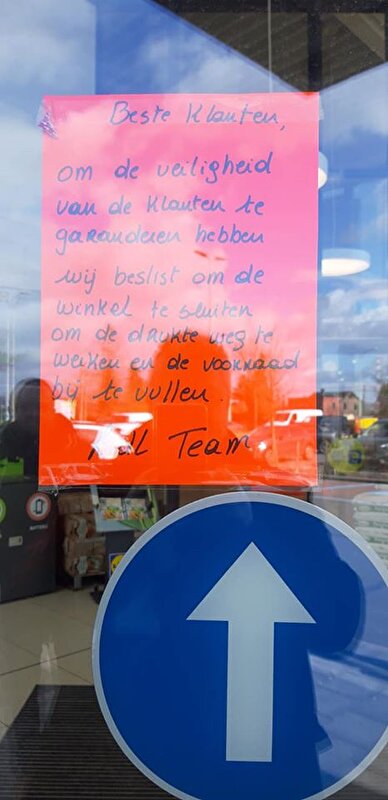 Beste Klanten,
om de veiligheid
van de Klanten te
garanderen hebben
wij beslist om de
winkel te sluiten
om de drukte weg te
werken en de voorraad
bij te vullen.
Team